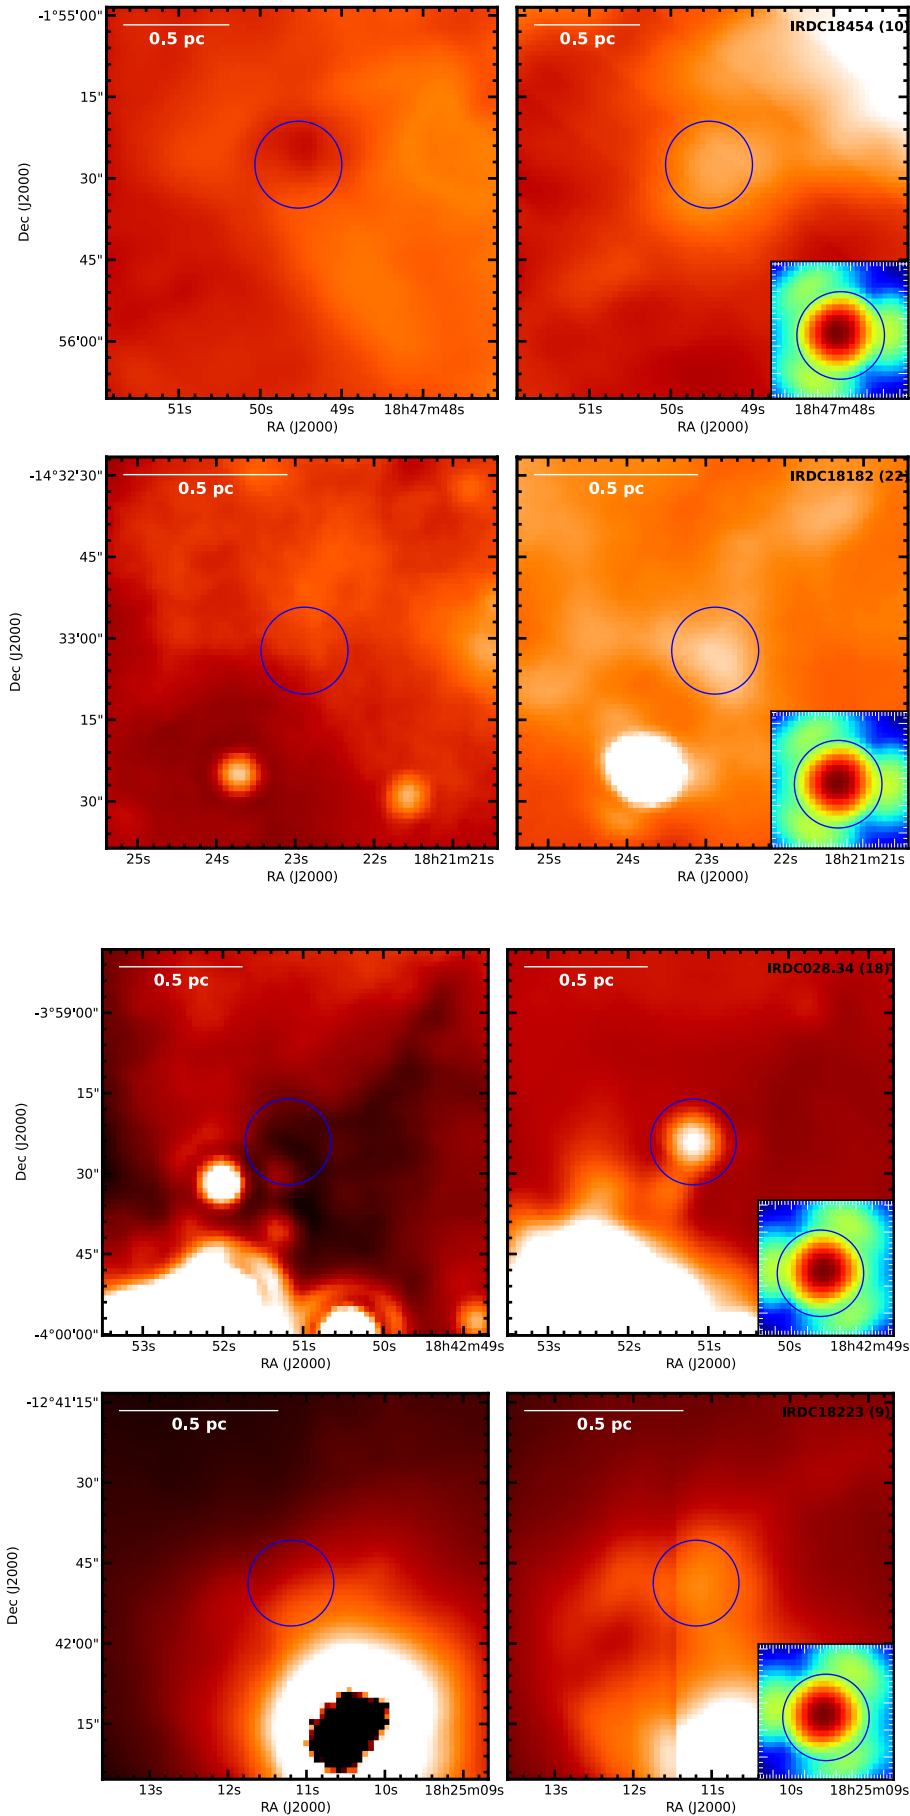 -1°55'00"
15"
30"
45"
56'00"
Dec (J2000)
0.5 pc
51s 50s 49s 18h47m48s
RA (J2000)
0.5 pc
IRDC18454 (10)
51s 50s 49s 18h47m48s
RA (J2000)
-14°32'30"
45"
33'00"
15"
30"
Dec (J2000)
0.5 pc
25s 24s 23s 22s 18h21m21s
RA (J2000)
0.5 pc
IRDC18182 (22)
25s 24s 23s 22s 18h21m21s
RA (J2000)
-3°59'00"
15"
30"
45"
-4°00'00"
Dec (J2000)
0.5 pc
53s 52s 51s 50s 18h42m49s
RA (J2000)
0.5 pc
IRDC028.34 (18)
53s 52s 51s 50s 18h42m49s
RA (J2000)
-12°41'15"
30"
45"
42'00"
15"
Dec (J2000)
0.5 pc
13s 12s 11s 10s 18h25m09s
RA (J2000)
0.5 pc
IRDC18223 (9)
13s 12s 11s 10s 18h25m09s
RA (J2000)